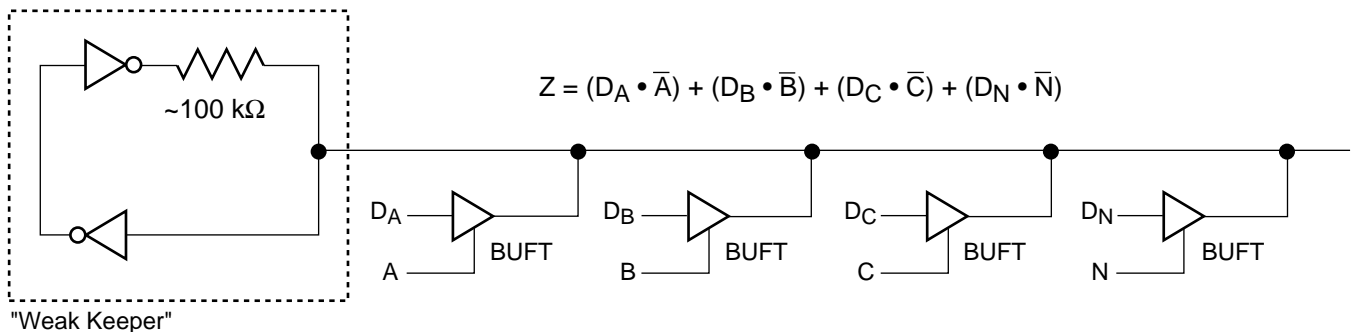 Z = (D_A • A̅) + (D_B • B̅) + (D_C • C̅) + (D_N • N̅)
~100 kΩ
D_A
D_B
D_C
D_N
BUFT
BUFT
BUFT
BUFT
A
B
C
N
"Weak Keeper"